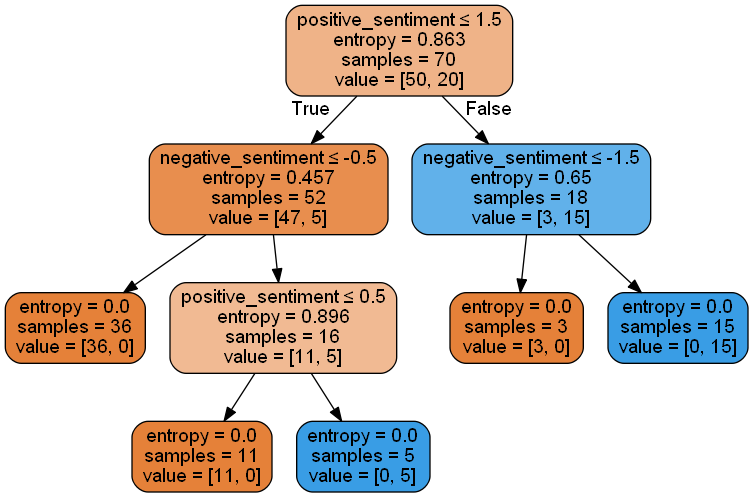 positive_sentiment ≤ 1.5
entropy = 0.863
samples = 70
value = [50, 20]
True
False
negative_sentiment ≤ -0.5
entropy = 0.457
samples = 52
value = [47, 5]
negative_sentiment ≤ -1.5
entropy = 0.65
samples = 18
value = [3, 15]
entropy = 0.0
samples = 36
value = [36, 0]
positive_sentiment ≤ 0.5
entropy = 0.896
samples = 16
value = [11, 5]
entropy = 0.0
samples = 3
value = [3, 0]
entropy = 0.0
samples = 15
value = [0, 15]
entropy = 0.0
samples = 11
value = [11, 0]
entropy = 0.0
samples = 5
value = [0, 5]